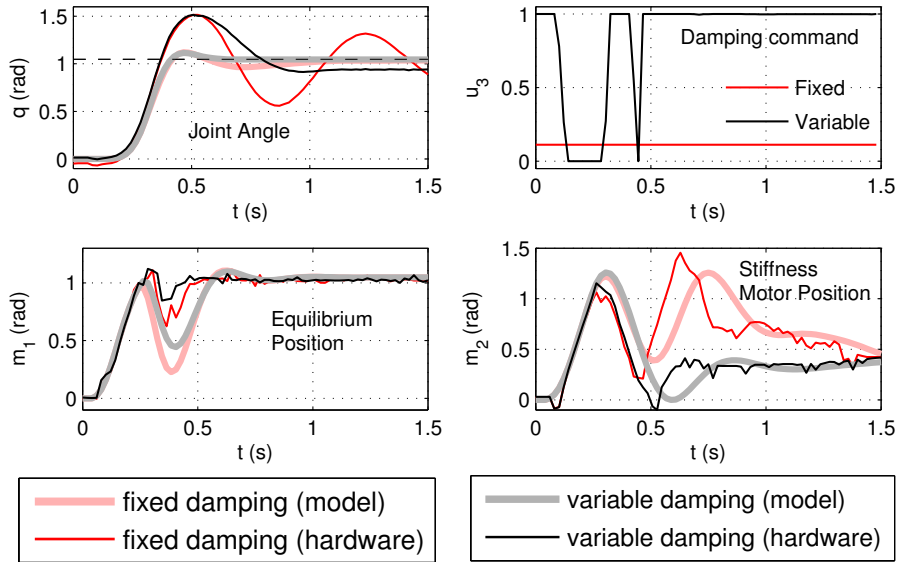 1.5
1
0.5
0
q (rad)
Joint Angle
0
0.5
1
1.5
t (s)
1
0.5
0
u3
Damping command
Fixed
Variable
0
0.5
1
1.5
t (s)
1
0.5
0
m1 (rad)
Equilibrium
Position
0
0.5
1
1.5
t (s)
1.5
1
0.5
0
m2 (rad)
Stiffness
Motor Position
0
0.5
1
1.5
t (s)
fixed damping (model)
fixed damping (hardware)
variable damping (model)
variable damping (hardware)